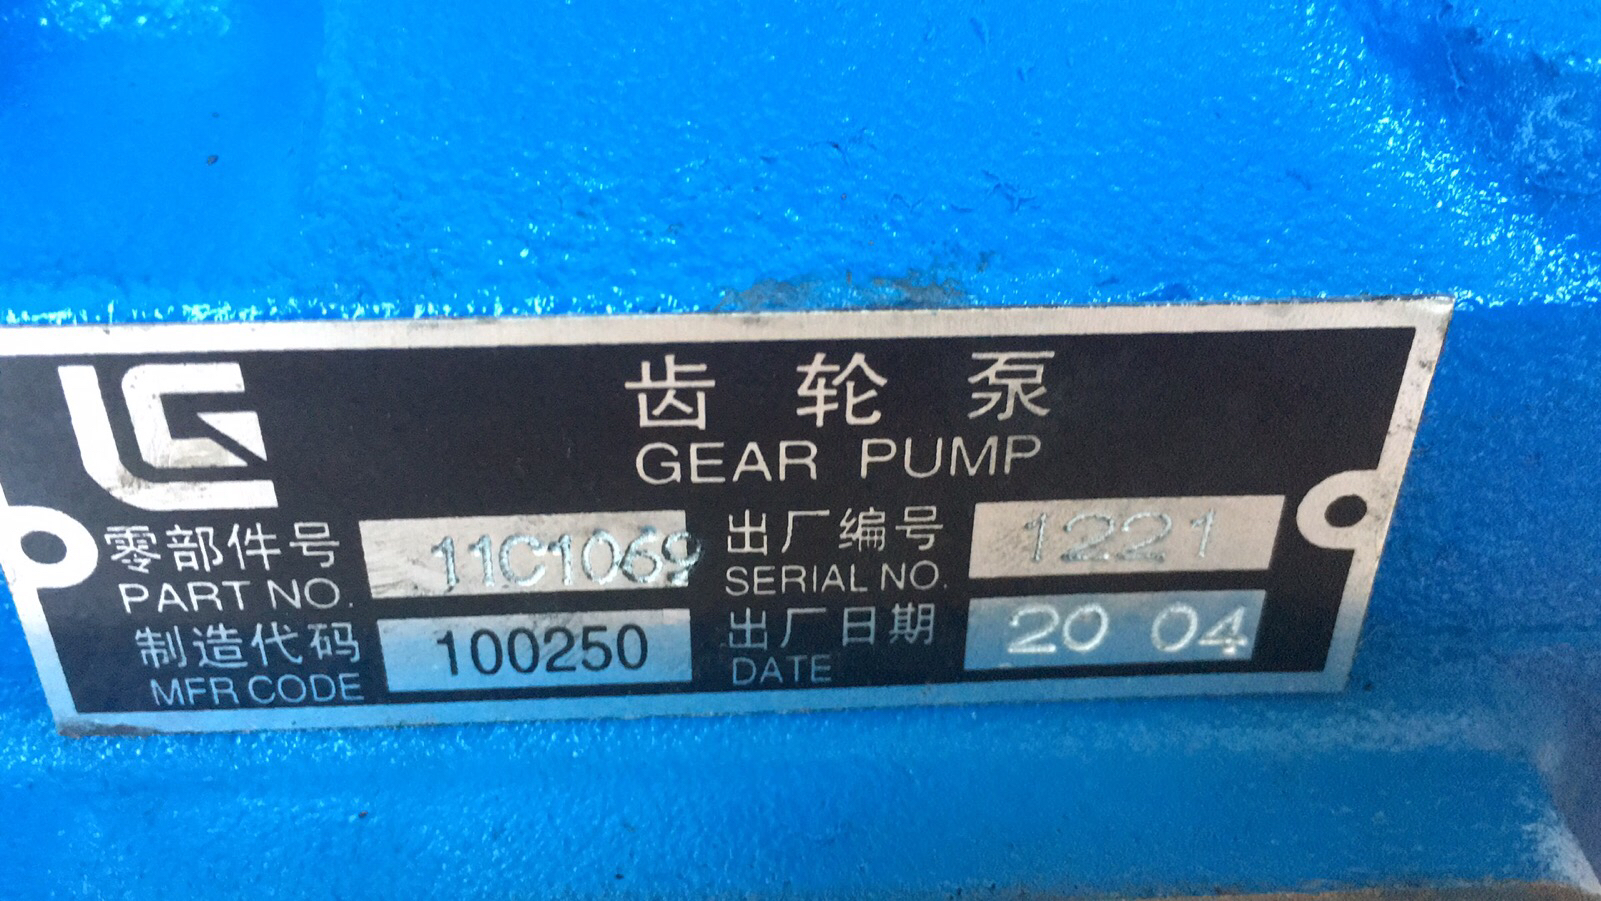 LG
齿轮泵
GEAR PUMP
零部件号 11C1069 出厂编号 1221
PART NO. SERIAL NO.
制造代码 100250 出厂日期 20 04
MFR CODE DATE